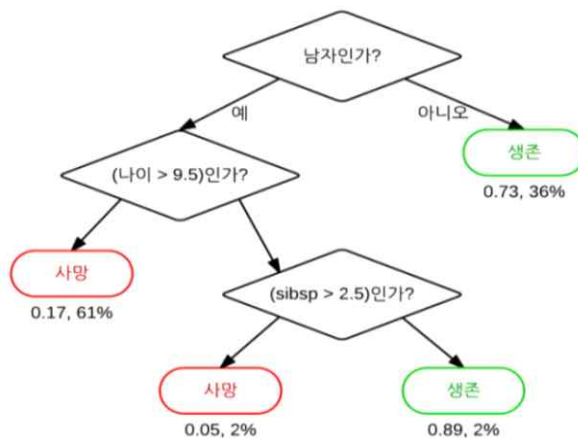 남자인가?
예
아니오
(나이 > 9.5)인가?
생존
0.73, 36%
사망
0.17, 61%
(sibsp > 2.5)인가?
사망
0.05, 2%
생존
0.89, 2%